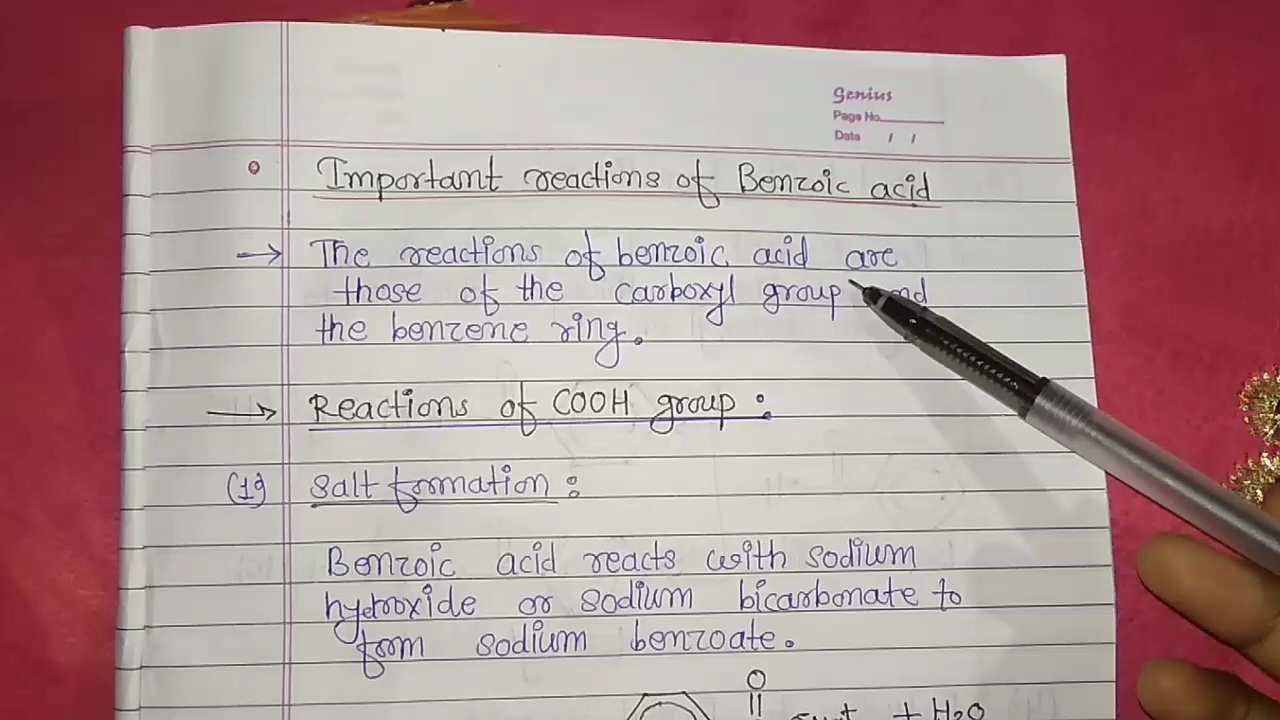 Genius
Page No.
Date / /
Important reactions of Benzoic acid
→ The reactions of benzoic acid are
those of the carboxyl group and
the benzene ring.
→ Reactions of COOH group :
(1) Salt formation :
Benzoic acid reacts with sodium
hydroxide or sodium bicarbonate to
form sodium benzoate.
O
+ H2O